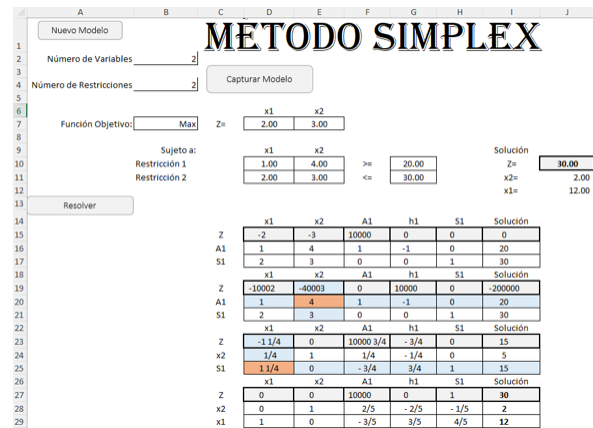 A B C D E F G H I J
1 Nuevo Modelo METODO SIMPLEX
2 Número de Variables 2
3 Capturar Modelo
4 Número de Restricciones 2
5
6 x1 x2
7 Función Objetivo: Max Z= 2.00 3.00
8
9 Sujeto a: x1 x2 Solución
10 Restricción 1 1.00 4.00 >= 20.00 Z= 30.00
11 Restricción 2 2.00 3.00 <= 30.00 x2= 2.00
12 x1= 12.00
13 Resolver
14 x1 x2 A1 h1 S1 Solución
15 Z -2 -3 10000 0 0 0
16 A1 1 4 1 -1 0 20
17 S1 2 3 0 0 1 30
18 x1 x2 A1 h1 S1 Solución
19 Z -10002 -40003 0 10000 0 -200000
20 A1 1 4 1 -1 0 20
21 S1 2 3 0 0 1 30
22 x1 x2 A1 h1 S1 Solución
23 Z -1 1/4 0 10000 3/4 - 3/4 0 15
24 x2 1/4 1 1/4 - 1/4 0 5
25 S1 1 1/4 0 - 3/4 3/4 1 15
26 x1 x2 A1 h1 S1 Solución
27 Z 0 0 10000 0 1 30
28 x2 0 1 2/5 - 2/5 - 1/5 2
29 x1 1 0 - 3/5 3/5 4/5 12